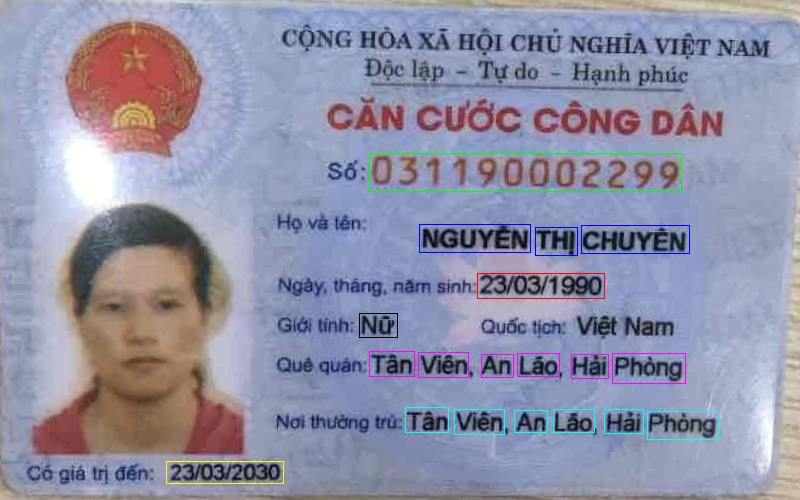 CỘNG HÒA XÃ HỘI CHỦ NGHĨA VIỆT NAM
Độc lập – Tự do – Hạnh phúc
CĂN CƯỚC CÔNG DÂN
Số: 031190002299
Họ và tên:
NGUYỄN THỊ CHUYÊN
Ngày, tháng, năm sinh: 23/03/1990
Giới tính: Nữ Quốc tịch: Việt Nam
Quê quán: Tân Viên, An Lão, Hải Phòng
Nơi thường trú: Tân Viên, An Lão, Hải Phòng
Có giá trị đến: 23/03/2030